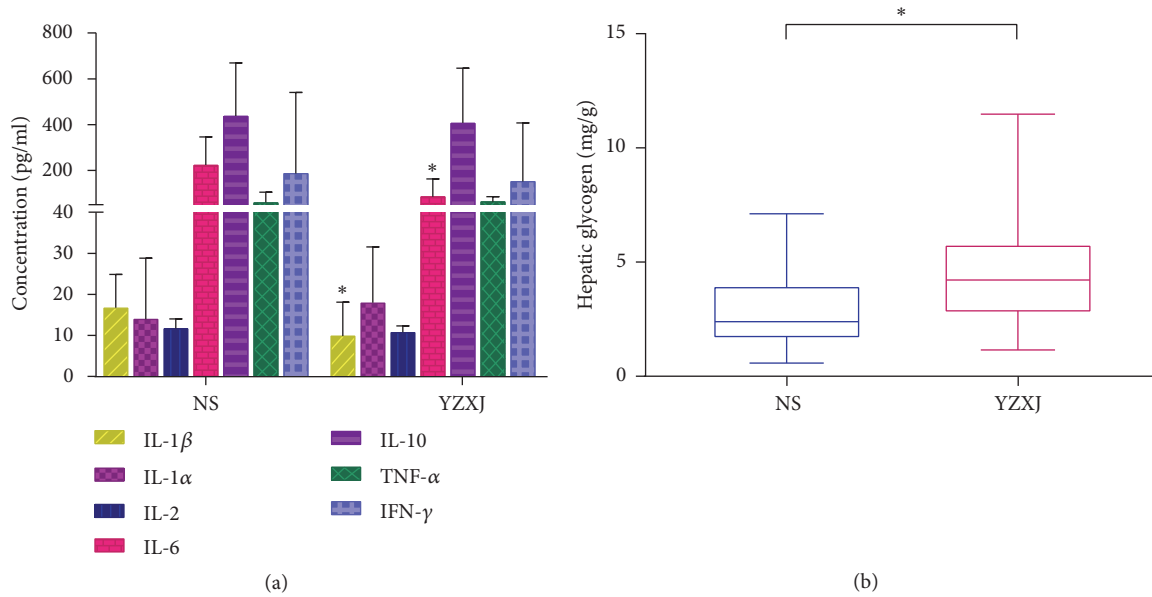 800
600
400
200
40
30
20
10
0
Concentration (pg/ml)
*
*
NS
YZXJ
IL-1β
IL-1α
IL-2
IL-6
IL-10
TNF-α
IFN-γ
(a)
15
10
5
0
Hepatic glycogen (mg/g)
*
NS
YZXJ
(b)